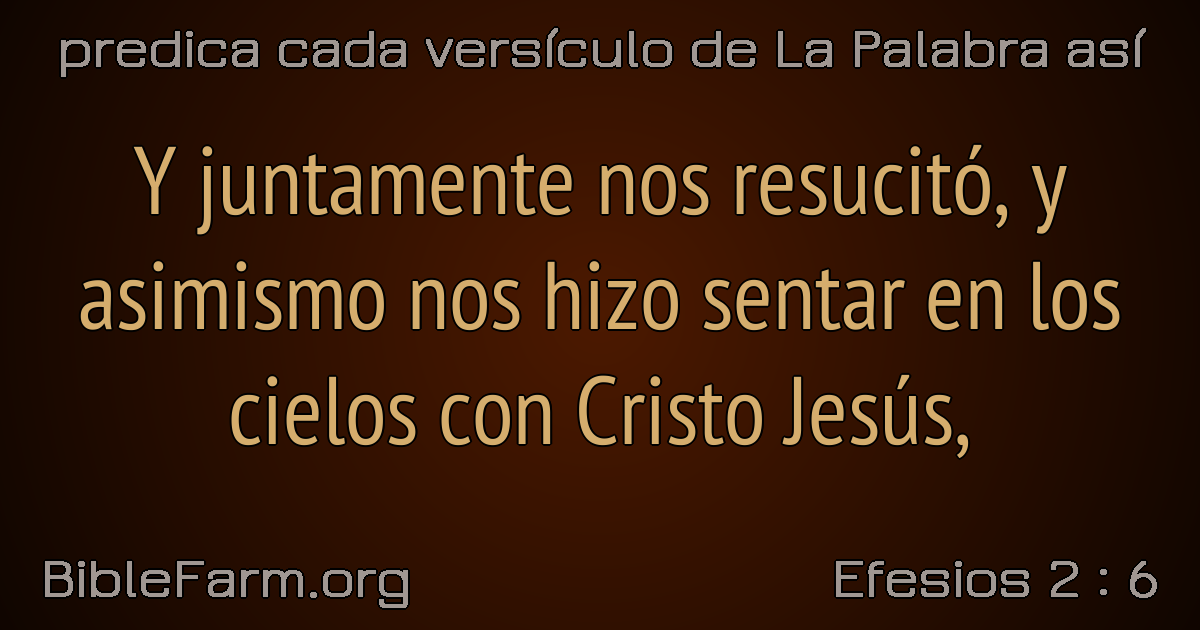 predica cada versículo de La Palabra así
Y juntamente nos resucitó, y
asimismo nos hizo sentar en los
cielos con Cristo Jesús,
BibleFarm.org
Efesios 2 : 6